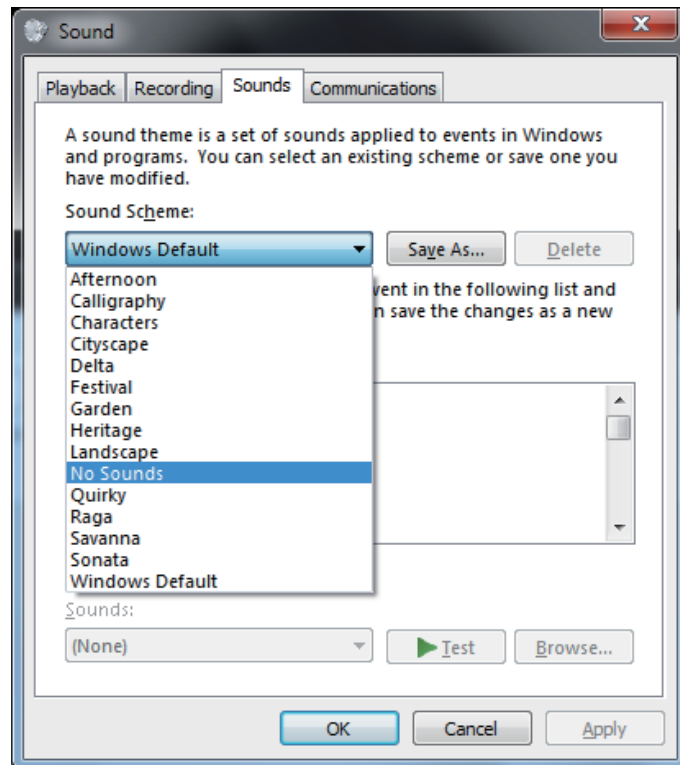 Sound
Playback Recording Sounds Communications
A sound theme is a set of sounds applied to events in Windows
and programs. You can select an existing scheme or save one you
have modified.
Sound Scheme:
Windows Default Save As... Delete
Afternoon
Calligraphy
Characters
Cityscape
Delta
Festival
Garden
Heritage
Landscape
No Sounds
Quirky
Raga
Savanna
Sonata
Windows Default
in the following list and
save the changes as a new
Sounds:
(None) Test Browse...
OK Cancel Apply